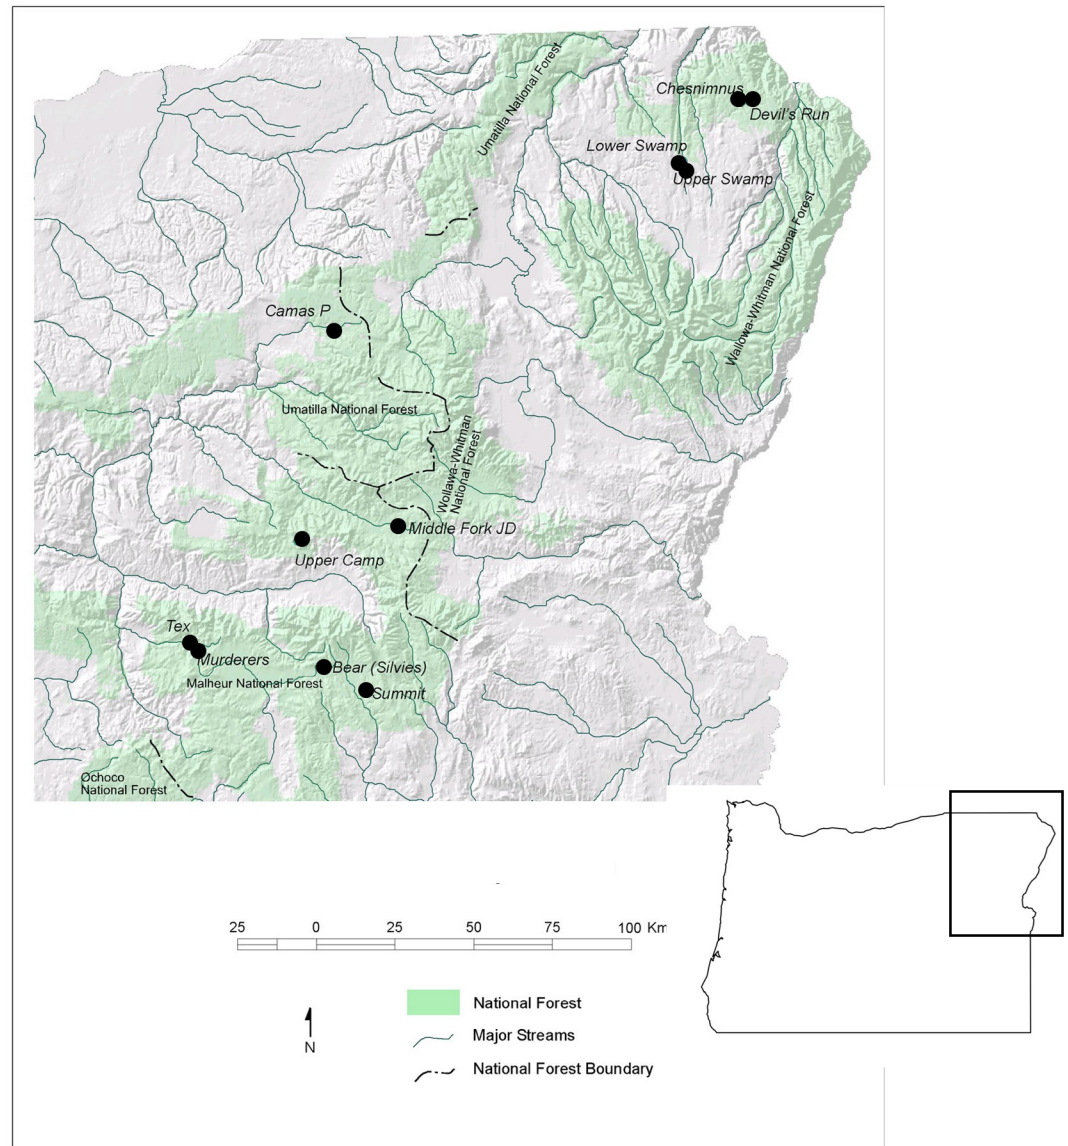 Umatilla National Forest
Chesnimnus
Devil's Run
Lower Swamp
Upper Swamp
Wallowa-Whitman National Forest
Camas P
Umatilla National Forest
Wollawa-Whitman
National Forest
Middle Fork JD
Upper Camp
Tex
Murderers
Bear (Silvies)
Malheur National Forest
Summit
Ochoco
National Forest
25 0 25 50 75 100 Km
National Forest
Major Streams
N
National Forest Boundary